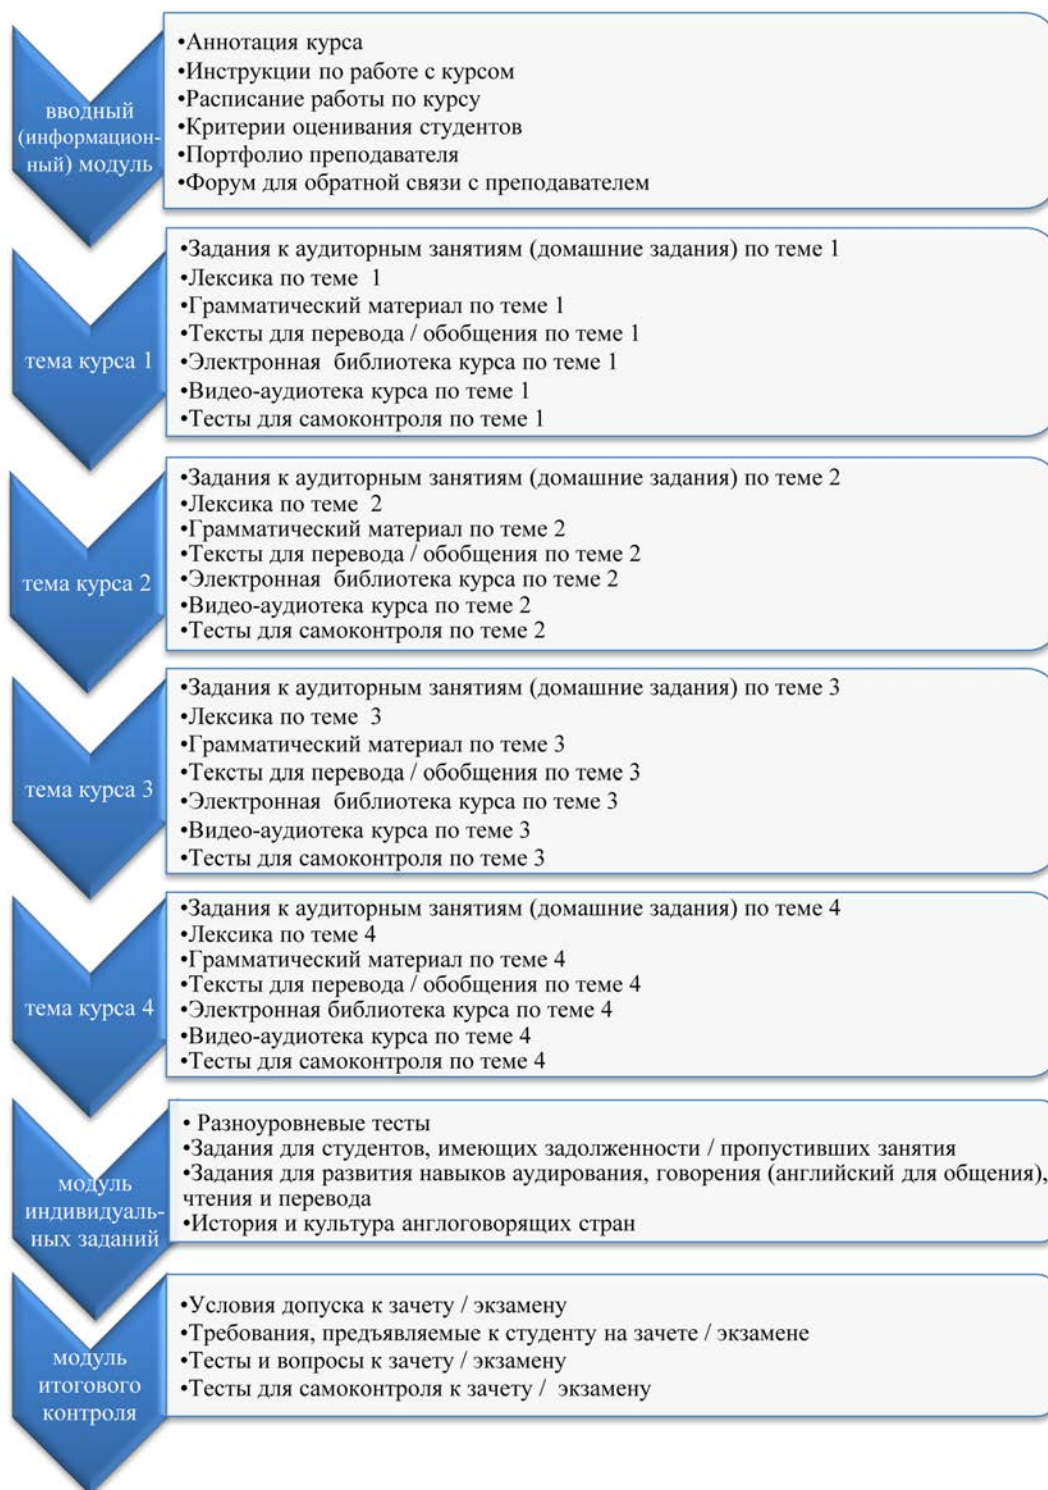 вводный
(информацион-
ный) модуль
•Аннотация курса
•Инструкции по работе с курсом
•Расписание работы по курсу
•Критерии оценивания студентов
•Портфолио преподавателя
•Форум для обратной связи с преподавателем
тема курса 1
•Задания к аудиторным занятиям (домашние задания) по теме 1
•Лексика по теме 1
•Грамматический материал по теме 1
•Тексты для перевода / обобщения по теме 1
•Электронная библиотека курса по теме 1
•Видео-аудиотека курса по теме 1
•Тесты для самоконтроля по теме 1
тема курса 2
•Задания к аудиторным занятиям (домашние задания) по теме 2
•Лексика по теме 2
•Грамматический материал по теме 2
•Тексты для перевода / обобщения по теме 2
•Электронная библиотека курса по теме 2
•Видео-аудиотека курса по теме 2
•Тесты для самоконтроля по теме 2
тема курса 3
•Задания к аудиторным занятиям (домашние задания) по теме 3
•Лексика по теме 3
•Грамматический материал по теме 3
•Тексты для перевода / обобщения по теме 3
•Электронная библиотека курса по теме 3
•Видео-аудиотека курса по теме 3
•Тесты для самоконтроля по теме 3
тема курса 4
•Задания к аудиторным занятиям (домашние задания) по теме 4
•Лексика по теме 4
•Грамматический материал по теме 4
•Тексты для перевода / обобщения по теме 4
•Электронная библиотека курса по теме 4
•Видео-аудиотека курса по теме 4
•Тесты для самоконтроля по теме 4
модуль
индивидуаль-
ных заданий
• Разноуровневые тесты
•Задания для студентов, имеющих задолженности / пропустивших занятия
•Задания для развития навыков аудирования, говорения (английский для общения),
чтения и перевода
•История и культура англоговорящих стран
модуль
итогового
контроля
•Условия допуска к зачету / экзамену
•Требования, предъявляемые к студенту на зачете / экзамене
•Тесты и вопросы к зачету / экзамену
•Тесты для самоконтроля к зачету / экзамену